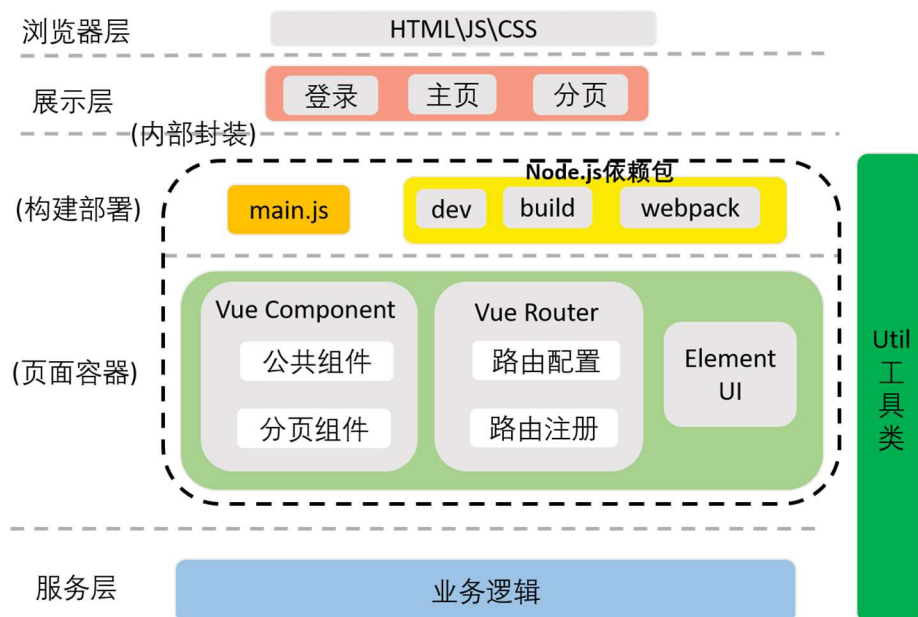 浏览器层
HTML\JS\CSS
展示层
登录
主页
分页
(内部封装)
Node.js依赖包
(构建部署)
main.js
dev
build
webpack
(页面容器)
Vue Component
公共组件
分页组件
Vue Router
路由配置
路由注册
Element
UI
Util
工
具
类
服务层
业务逻辑